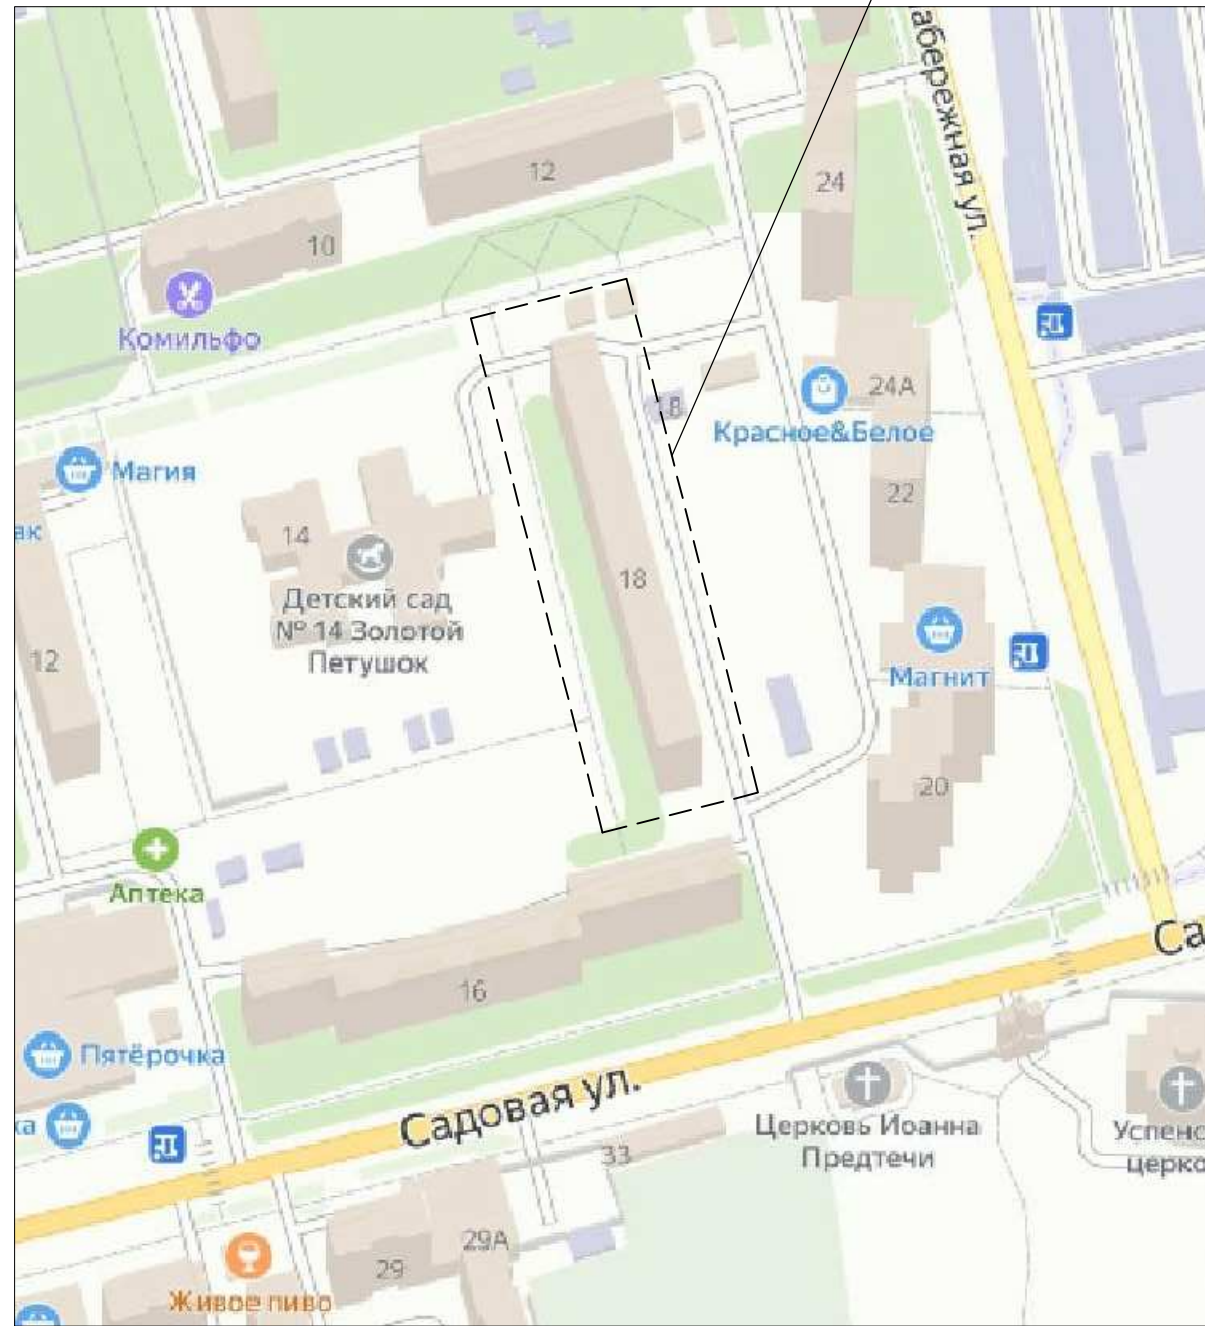 абережная ул.
12
24
10
Комильфо
24А
Красное&Белое
Магия
22
ак
14
18
Детский сад
№ 14 Золотой
Петушок
12
Магнит
20
Аптека
Са
16
Пятёрочка
ка
Садовая ул.
Церковь Иоанна
Предтечи
Успенс
церко
33
29А
29
Живое пиво